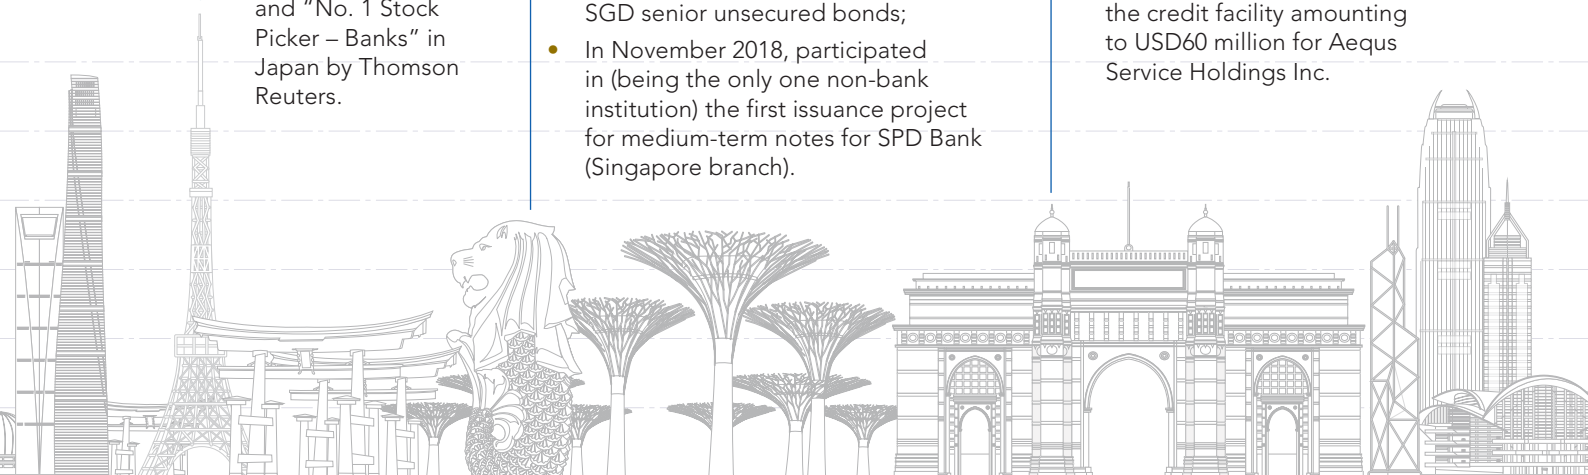 and “No. 1 Stock
Picker – Banks” in
Japan by Thomson
Reuters.
SGD senior unsecured bonds;
• In November 2018, participated
in (being the only one non-bank
institution) the first issuance project
for medium-term notes for SPD Bank
(Singapore branch).
the credit facility amounting
to USD60 million for Aequs
Service Holdings Inc.